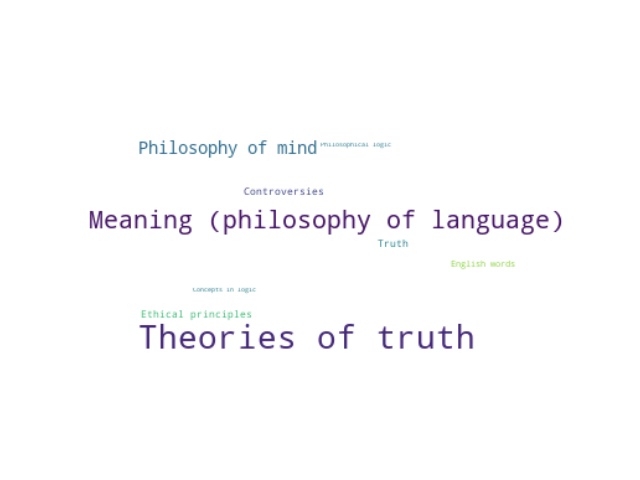 Philosophy of mind Philosophical logic
Controversies
Meaning (philosophy of language)
Truth
English words
Concepts in logic
Ethical principles
Theories of truth